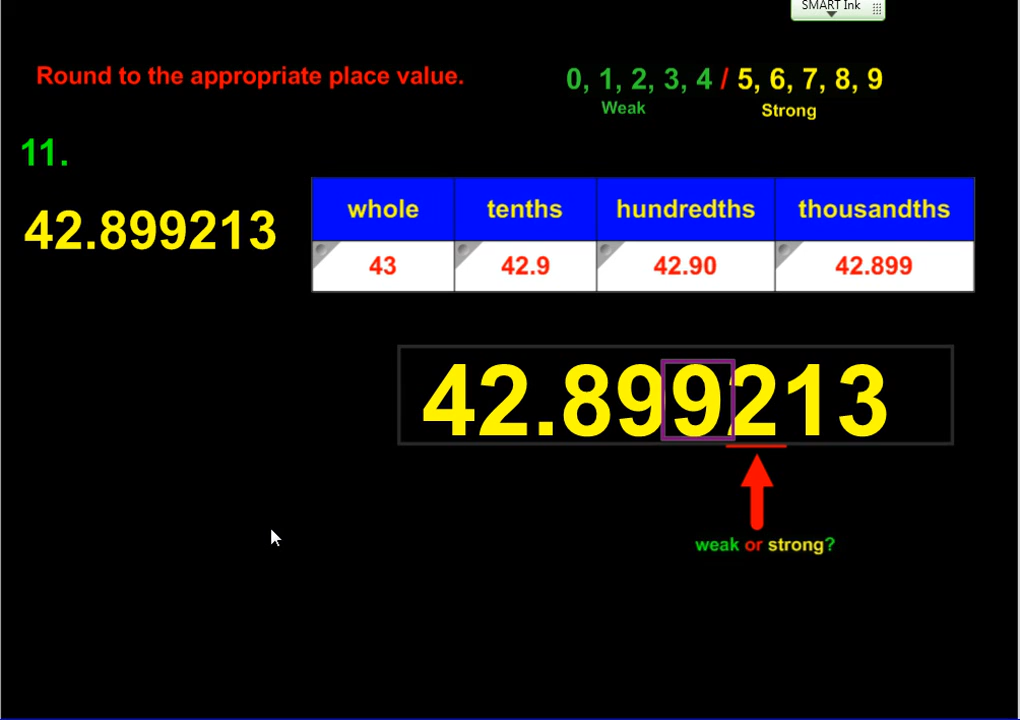 SMART Ink
Round to the appropriate place value.
0, 1, 2, 3, 4 / 5, 6, 7, 8, 9
Weak Strong
11.
42.899213
whole tenths hundredths thousandths
43 42.9 42.90 42.899
42.899213
weak or strong?